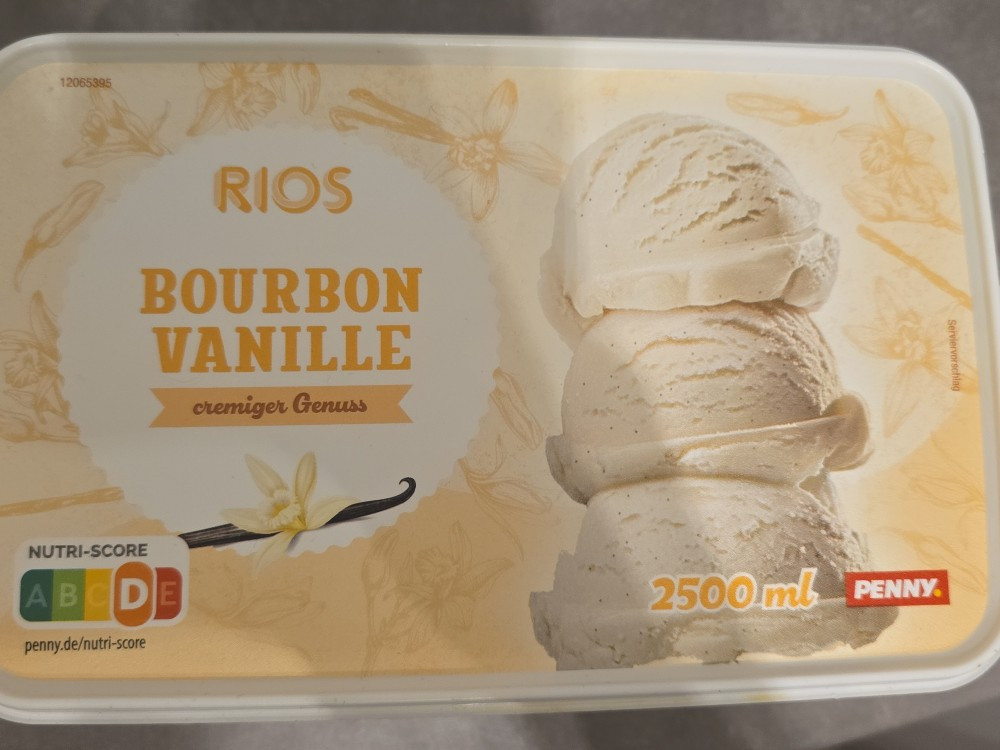 12065395
RIOS
BOURBON
VANILLE
cremiger Genuss
Serviervorschlag
NUTRI-SCORE
A B C D E
penny.de/nutri-score
2500 ml
PENNY.